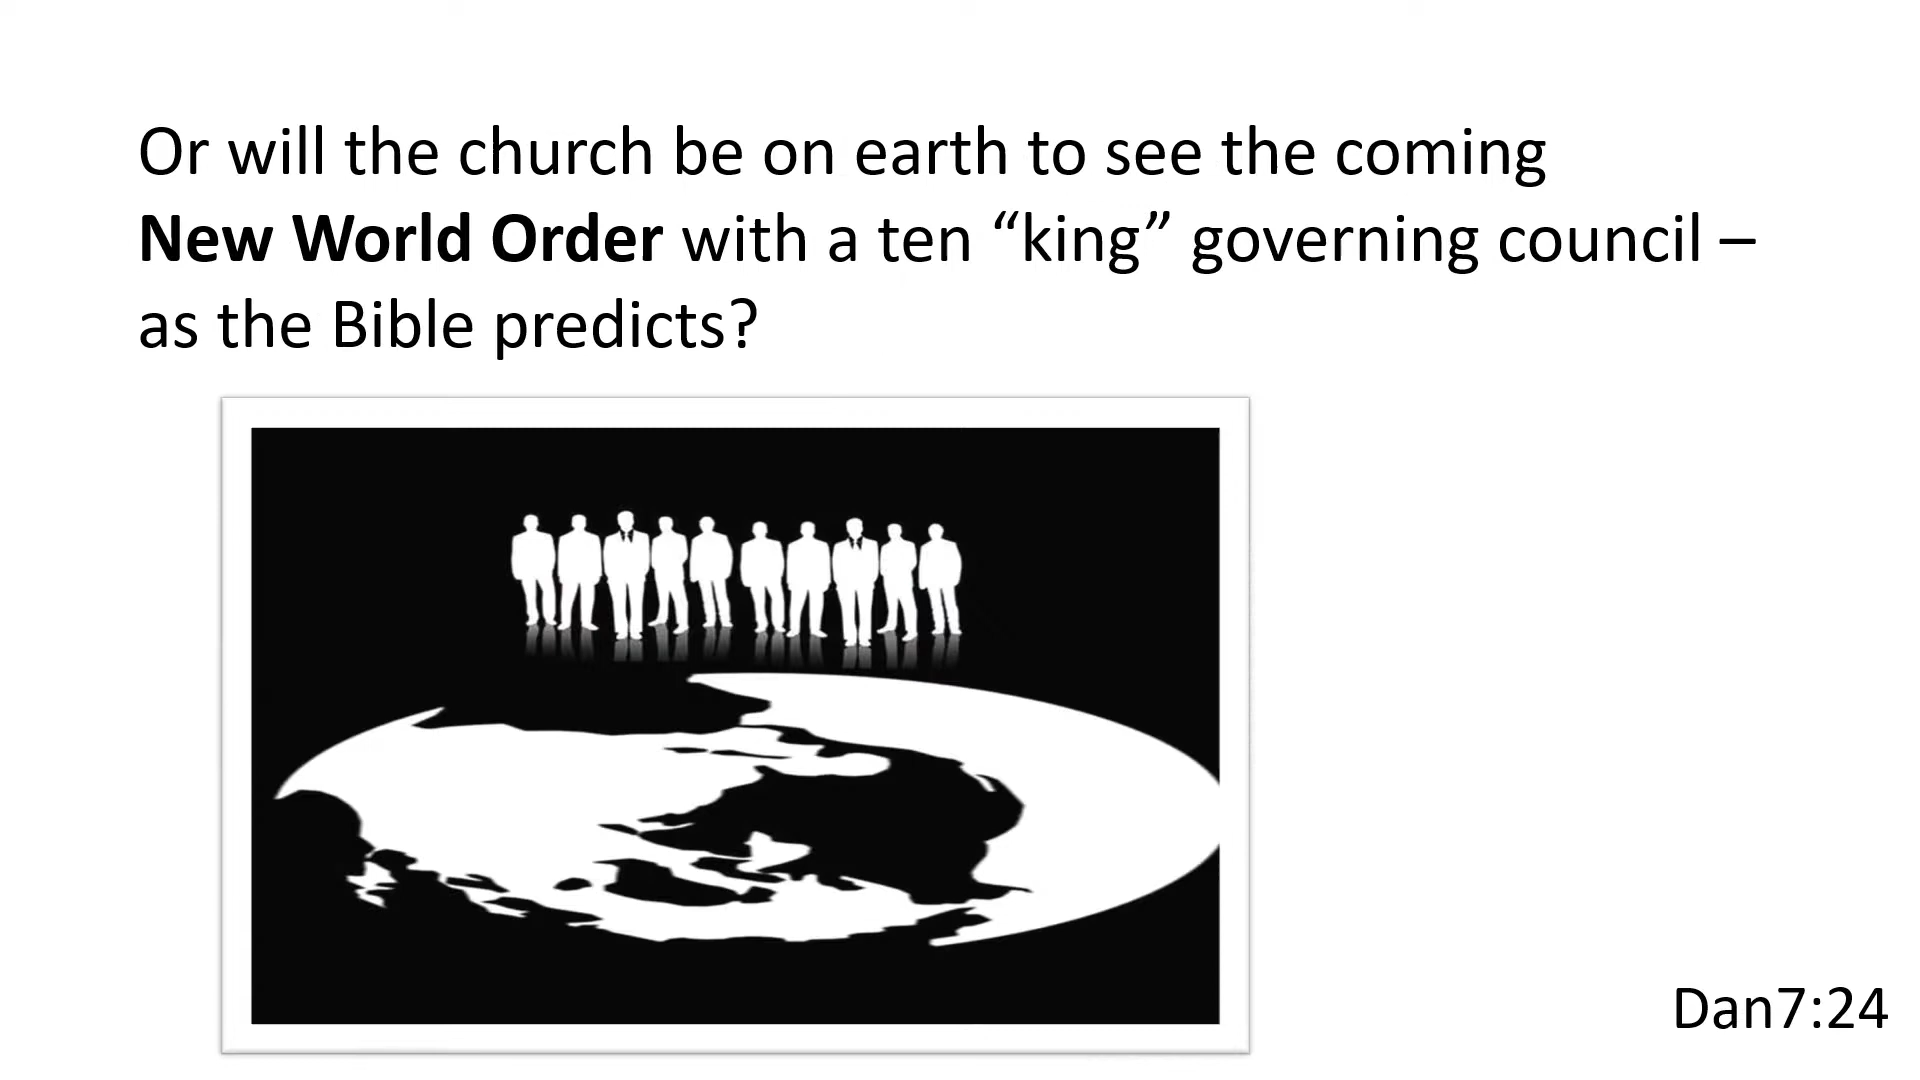 Or will the church be on earth to see the coming
New World Order with a ten “king” governing council –
as the Bible predicts?
Dan7:24